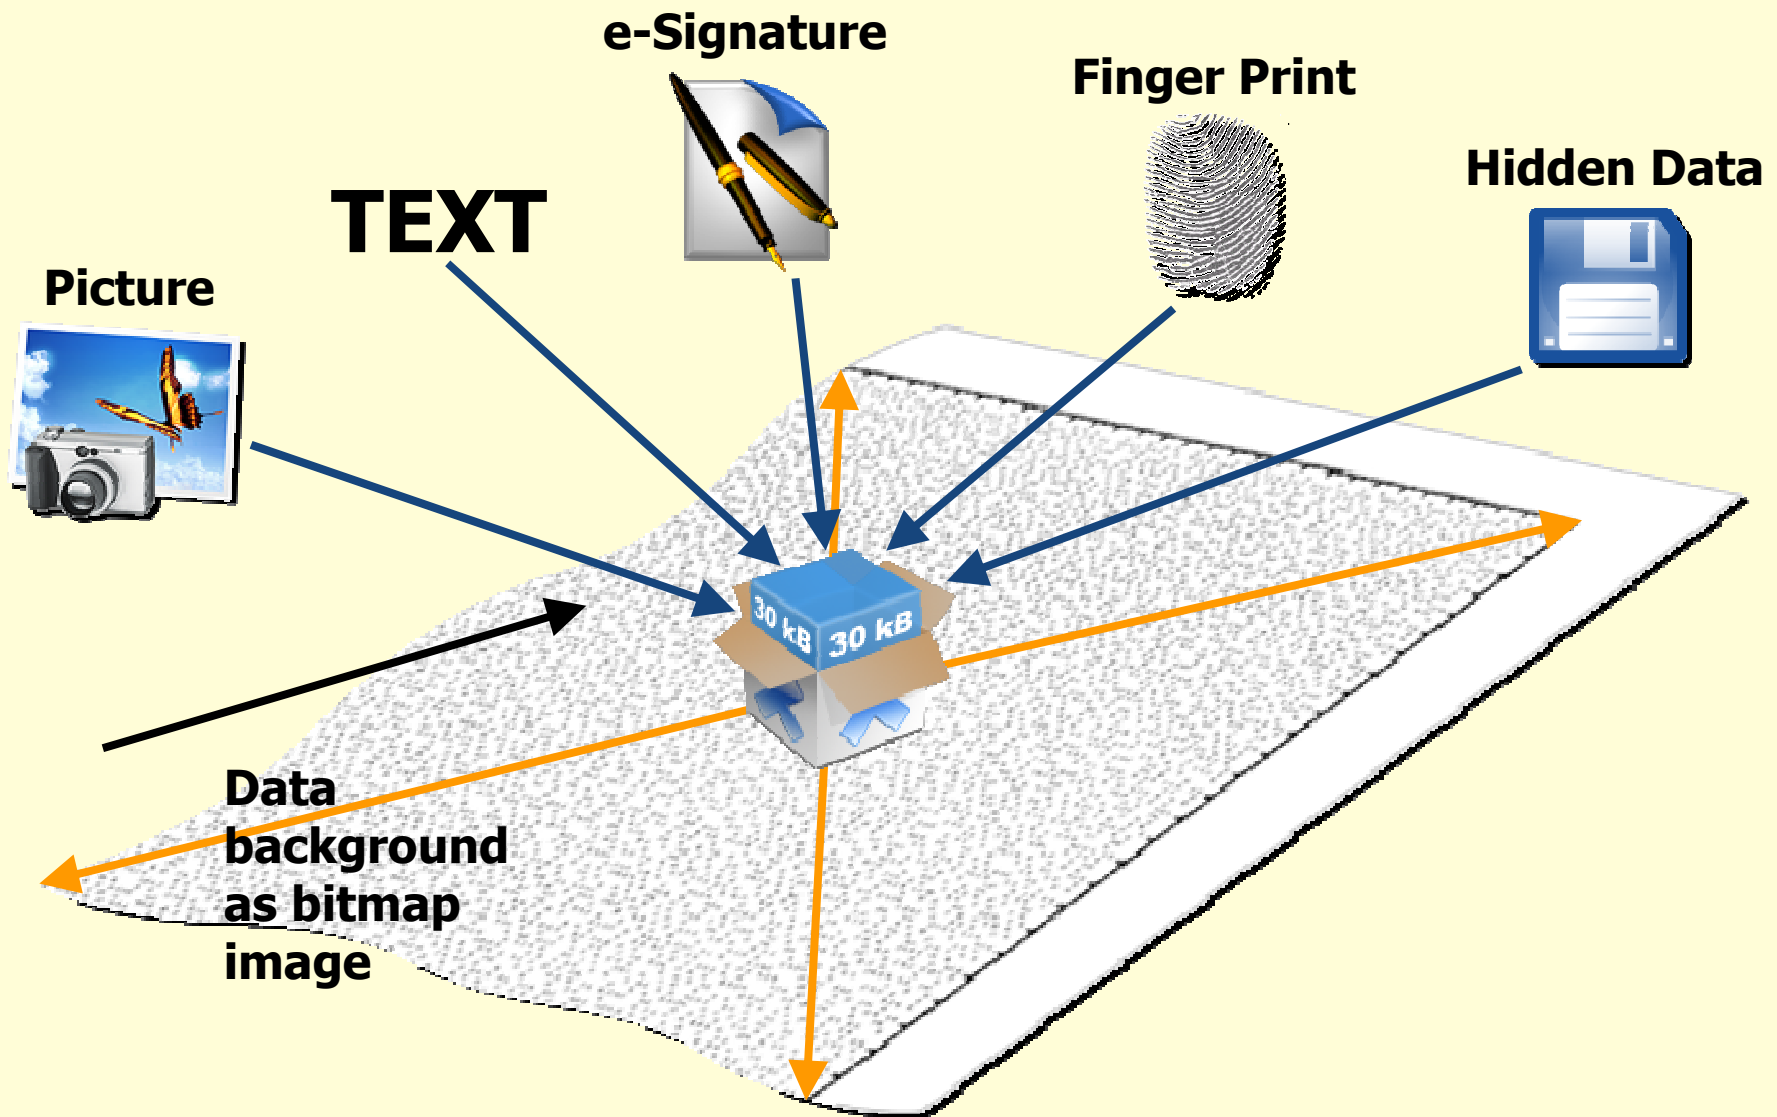 e-Signature
Finger Print
Hidden Data
TEXT
Picture
30 kB
30 kB
Data
background
as bitmap
image